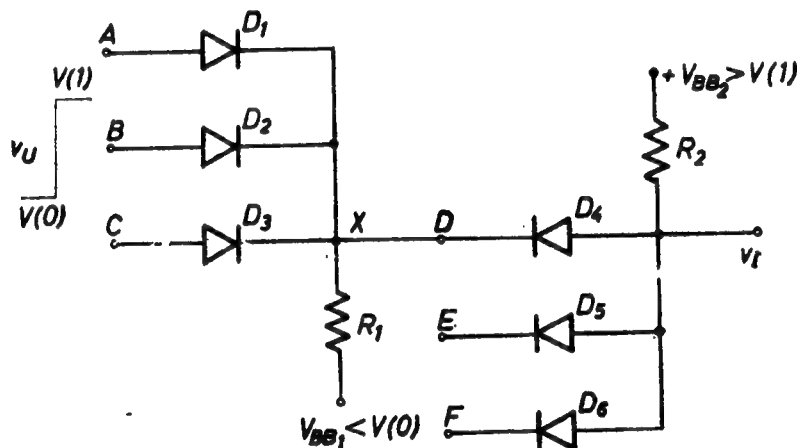 A
D1
V(1)
+ VBB2 > V(1)
B
D2
R2
vU
V(0)
C
D3
X
D
D4
vI
R1
E
D5
VBB1 < V(0)
F
D6